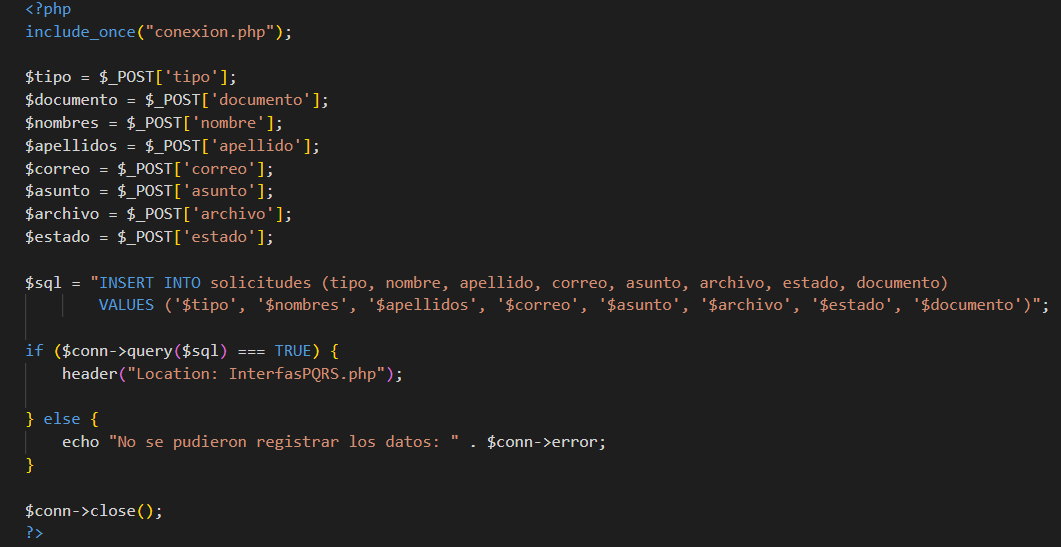 <?php
include_once("conexion.php");
$tipo = $_POST['tipo'];
$documento = $_POST['documento'];
$nombres = $_POST['nombre'];
$apellidos = $_POST['apellido'];
$correo = $_POST['correo'];
$asunto = $_POST['asunto'];
$archivo = $_POST['archivo'];
$estado = $_POST['estado'];
$sql = "INSERT INTO solicitudes (tipo, nombre, apellido, correo, asunto, archivo, estado, documento)
        VALUES ('$tipo', '$nombres', '$apellidos', '$correo', '$asunto', '$archivo', '$estado', '$documento')";
if ($conn->query($sql) === TRUE) {
    header("Location: InterfasPQRS.php");
} else {
    echo "No se pudieron registrar los datos: " . $conn->error;
}
$conn->close();
?>